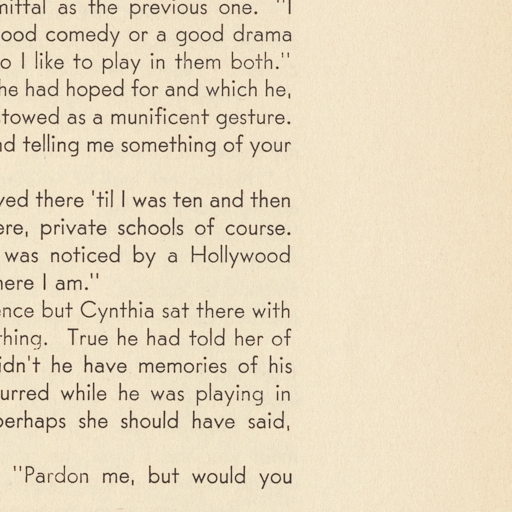 mittal as the previous one. "I
ood comedy or a good drama
o I like to play in them both."
he had hoped for and which he,
stowed as a munificent gesture.
nd telling me something of your
ved there 'til I was ten and then
ere, private schools of course.
was noticed by a Hollywood
here I am."
ence but Cynthia sat there with
thing. True he had told her of
idn't he have memories of his
urred while he was playing in
perhaps she should have said,
"Pardon me, but would you